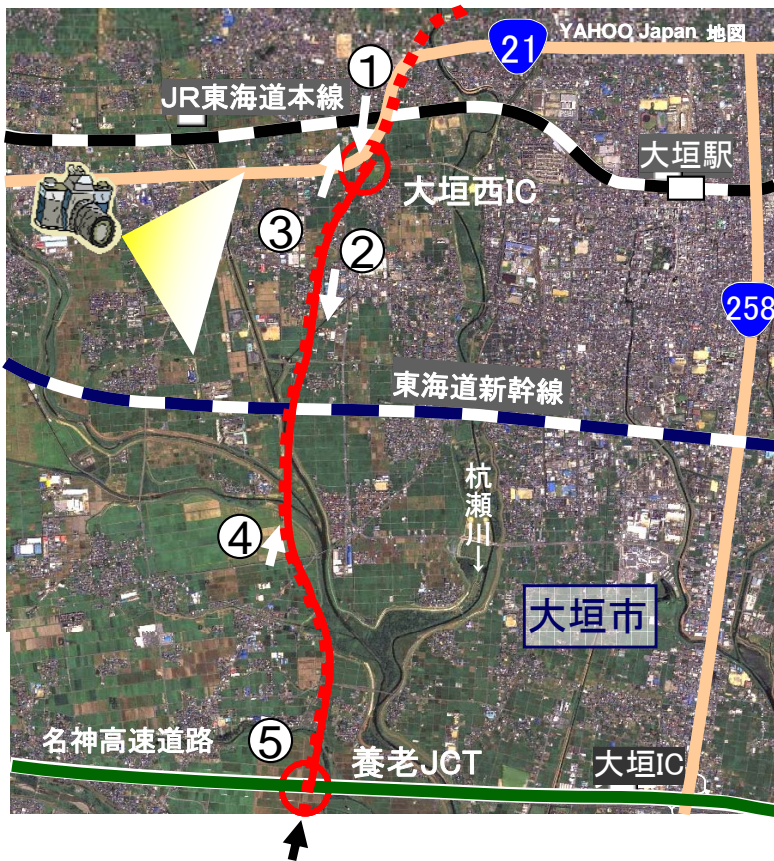 YAHOO Japan 地図
21
①
JR東海道本線
大垣駅
大垣西IC
③
②
258
東海道新幹線
杭瀬川→
④
大垣市
名神高速道路
⑤
養老JCT
大垣IC